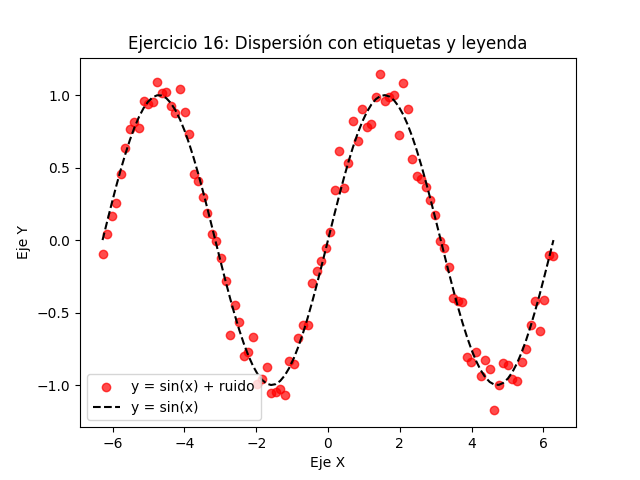 Ejercicio 16: Dispersión con etiquetas y leyenda
Eje Y
1.0
0.5
0.0
−0.5
−1.0
y = sin(x) + ruido
y = sin(x)
−6 −4 −2 0 2 4 6
Eje X